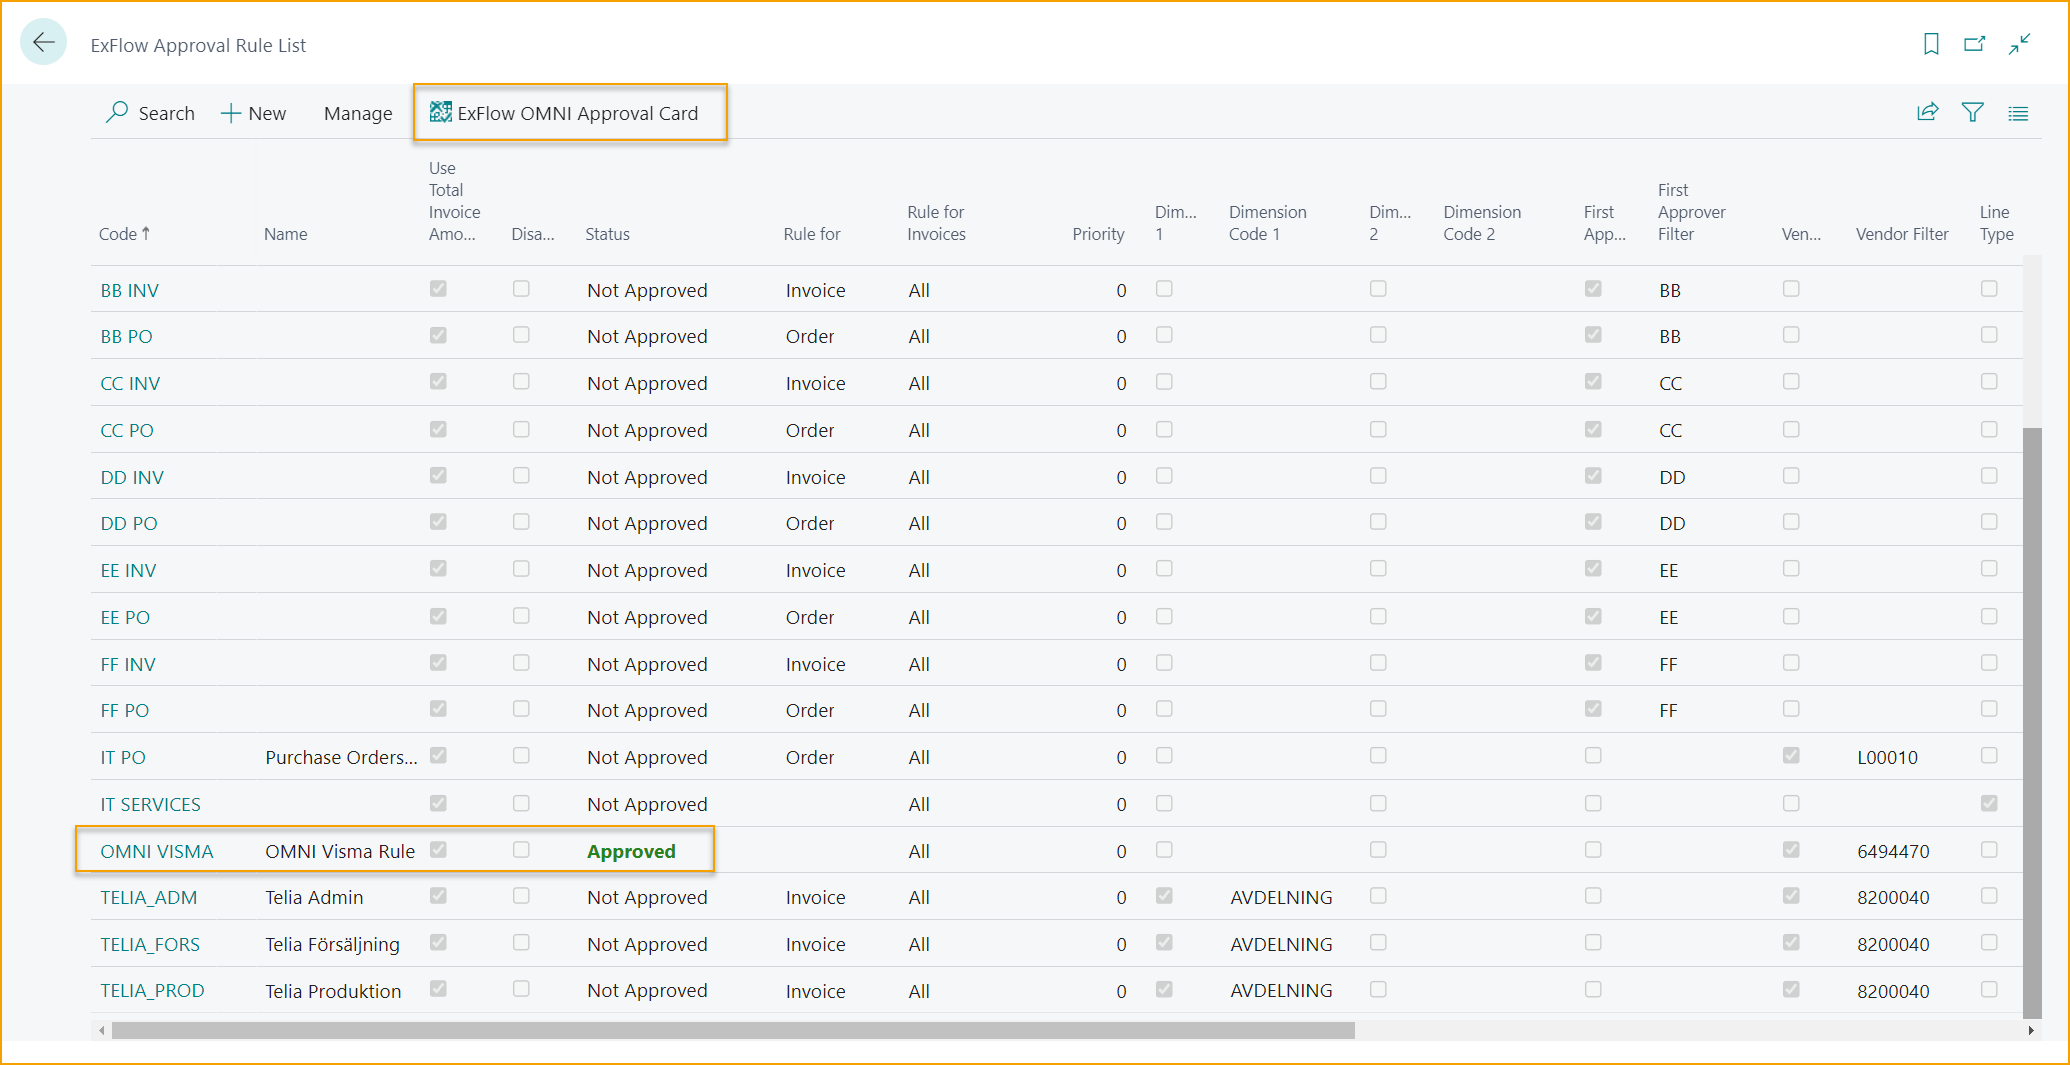 ExFlow Approval Rule List
Search New Manage ExFlow OMNI Approval Card
Code↑ Name Use Total Invoice Amo... Disa... Status Rule for Rule for Invoices Priority Dim... 1 Dimension Code 1 Dim... 2 Dimension Code 2 First App... First Approver Filter Ven... Vendor Filter Line Type
BB INV Not Approved Invoice All 0 BB
BB PO Not Approved Order All 0 BB
CC INV Not Approved Invoice All 0 CC
CC PO Not Approved Order All 0 CC
DD INV Not Approved Invoice All 0 DD
DD PO Not Approved Order All 0 DD
EE INV Not Approved Invoice All 0 EE
EE PO Not Approved Order All 0 EE
FF INV Not Approved Invoice All 0 FF
FF PO Not Approved Order All 0 FF
IT PO Purchase Orders... Not Approved Order All 0 L00010
IT SERVICES Not Approved All 0
OMNI VISMA OMNI Visma Rule Approved All 0 6494470
TELIA_ADM Telia Admin Not Approved Invoice All 0 AVDELNING 8200040
TELIA_FORS Telia Försäljning Not Approved Invoice All 0 AVDELNING 8200040
TELIA_PROD Telia Produktion Not Approved Invoice All 0 AVDELNING 8200040